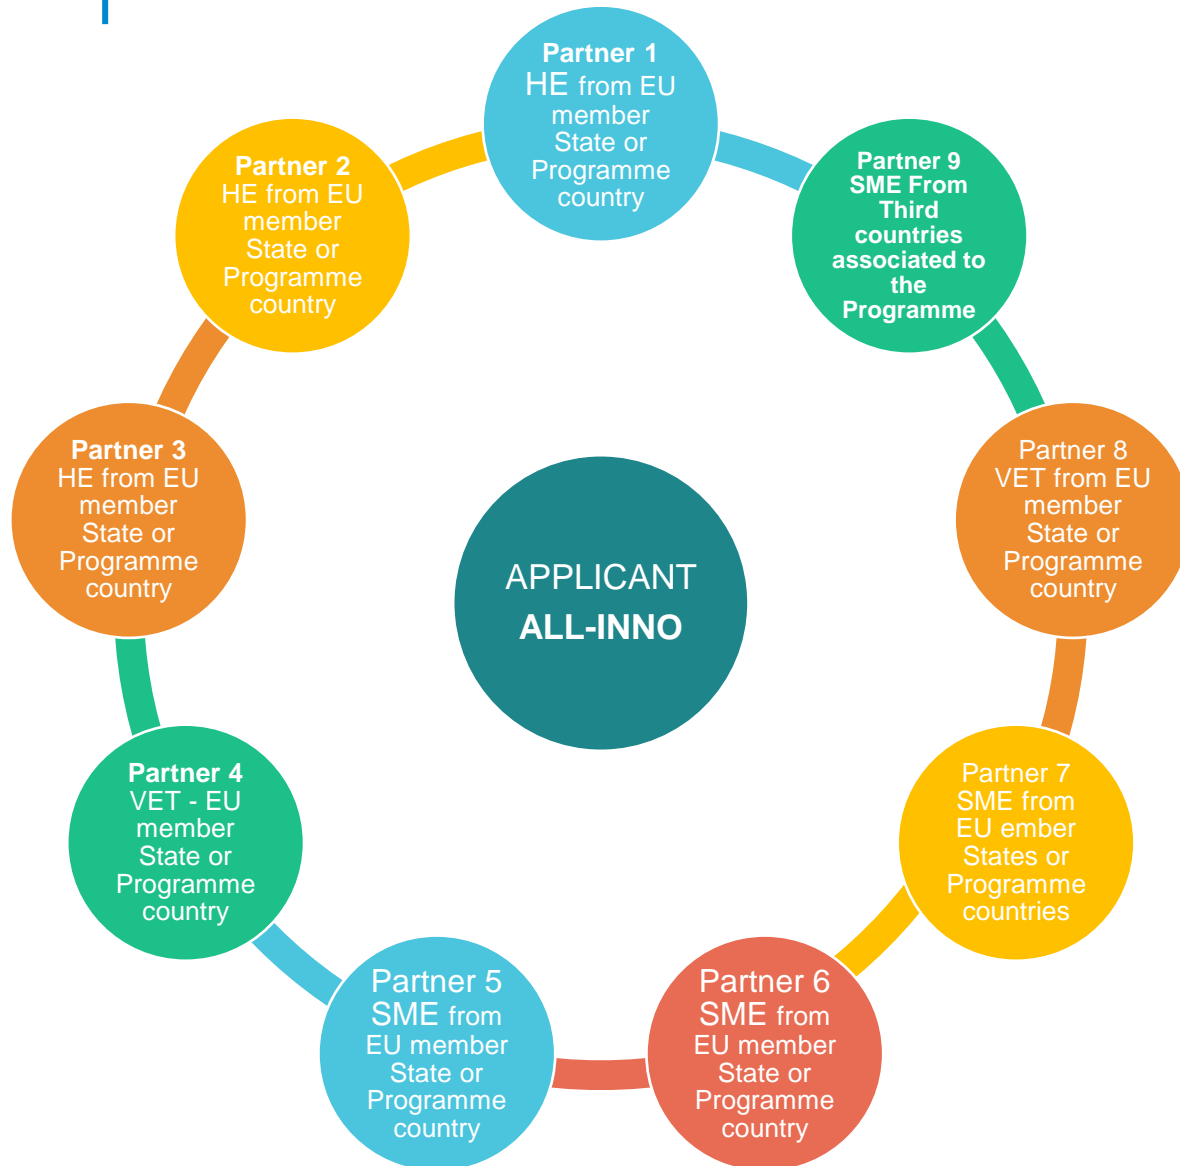 Partner 1
HE from EU
member
State or
Programme
country
Partner 2
HE from EU
member
State or
Programme
country
Partner 9
SME From
Third
countries
associated to
the
Programme
Partner 3
HE from EU
member
State or
Programme
country
Partner 8
VET from EU
member
State or
Programme
country
APPLICANT
ALL-INNO
Partner 4
VET - EU
member
State or
Programme
country
Partner 7
SME from
EU ember
States or
Programme
countries
Partner 5
SME from
EU member
State or
Programme
country
Partner 6
SME from
EU member
State or
Programme
country